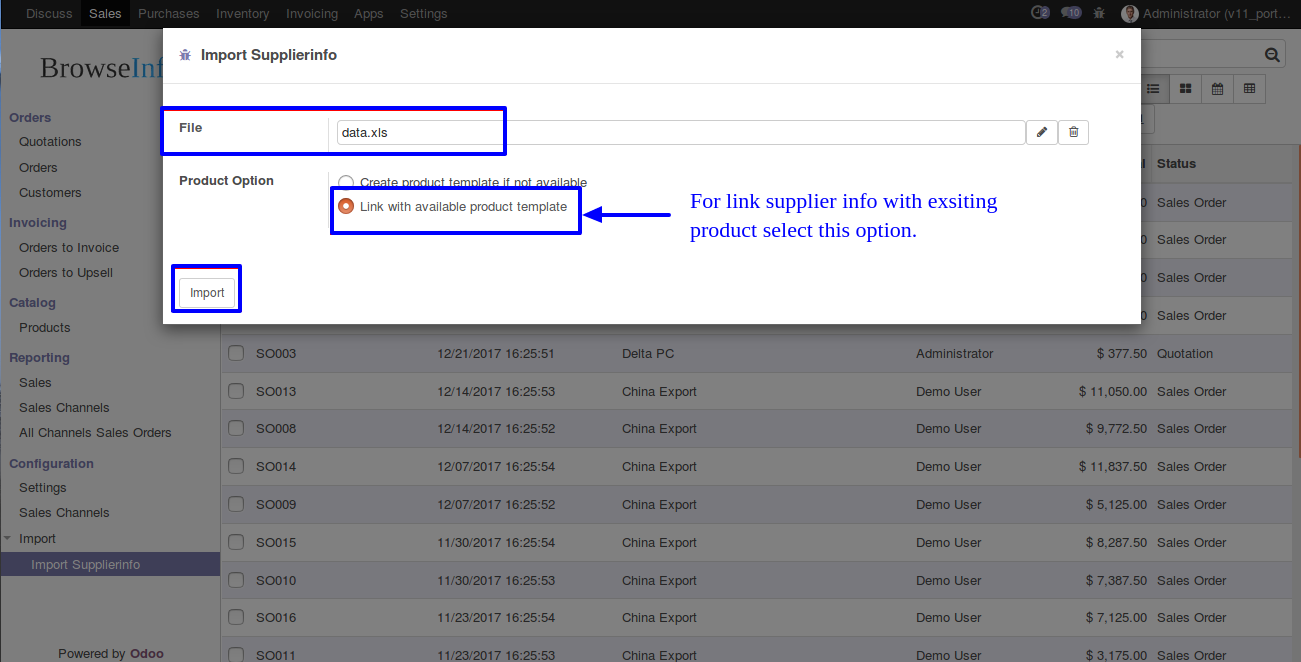 Discuss Sales Purchases Inventory Invoicing Apps Settings 2 10 Administrator (v11_port...
BrowseInf
Import Supplierinfo ×
File data.xls
Product Option Create product template if not available
Link with available product template
For link supplier info with exsiting
product select this option.
Import
Orders
Quotations
Orders
Customers
Invoicing
Orders to Invoice
Orders to Upsell
Catalog
Products
Reporting
Sales
Sales Channels
All Channels Sales Orders
Configuration
Settings
Sales Channels
Import
Import Supplierinfo
Powered by Odoo
Status
0 Sales Order
0 Sales Order
0 Sales Order
0 Sales Order
SO003 12/21/2017 16:25:51 Delta PC Administrator $ 377.50 Quotation
SO013 12/14/2017 16:25:53 China Export Demo User $ 11,050.00 Sales Order
SO008 12/14/2017 16:25:52 China Export Demo User $ 9,772.50 Sales Order
SO014 12/07/2017 16:25:54 China Export Demo User $ 11,837.50 Sales Order
SO009 12/07/2017 16:25:52 China Export Demo User $ 5,125.00 Sales Order
SO015 11/30/2017 16:25:54 China Export Demo User $ 8,287.50 Sales Order
SO010 11/30/2017 16:25:53 China Export Demo User $ 7,387.50 Sales Order
SO016 11/23/2017 16:25:54 China Export Demo User $ 7,125.00 Sales Order
SO011 11/23/2017 16:25:53 China Export Demo User $ 3,175.00 Sales Order